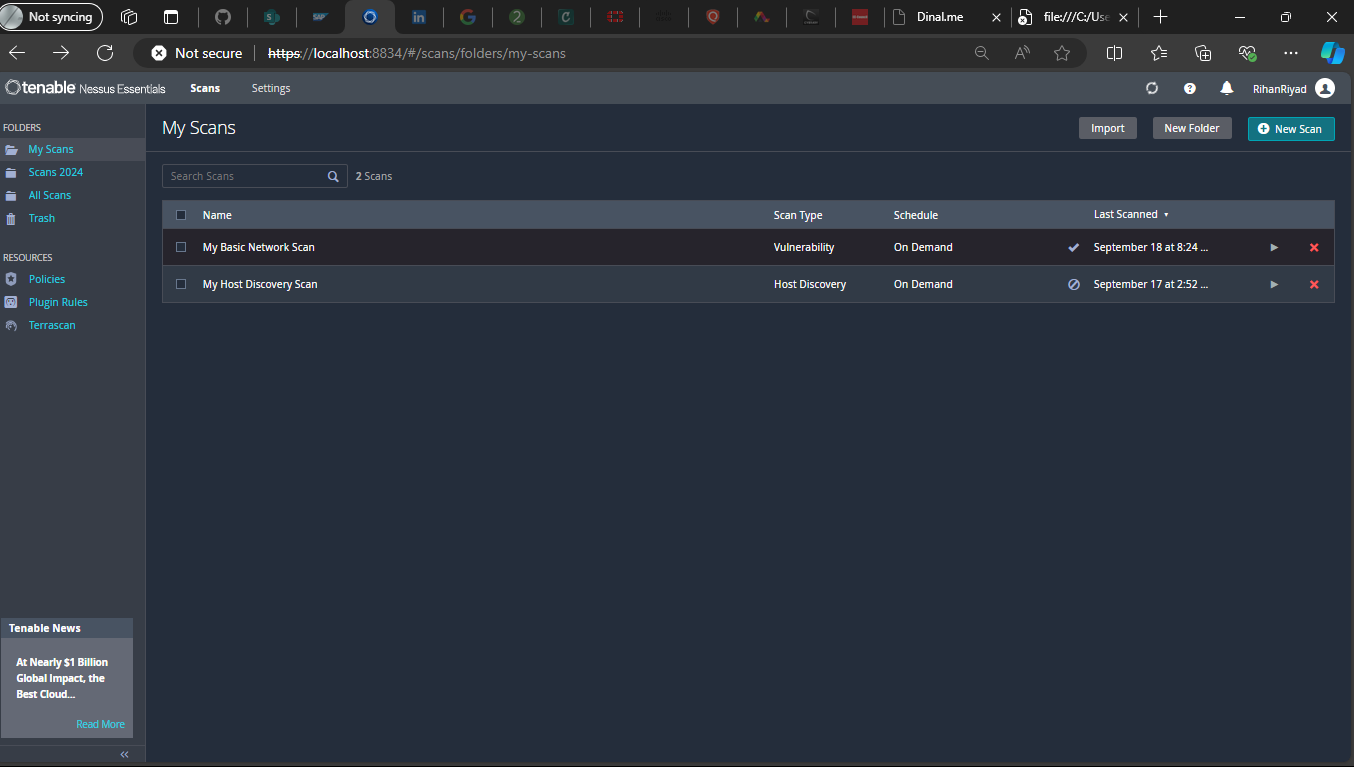 Not syncing
Dinal.me
file:///C:/Use
Not secure
https://localhost:8834/#/scans/folders/my-scans
tenable Nessus Essentials
Scans
Settings
RihanRiyad
FOLDERS
My Scans
Scans 2024
All Scans
Trash
RESOURCES
Policies
Plugin Rules
Terrascan
Tenable News
At Nearly $1 Billion
Global Impact, the
Best Cloud...
Read More
My Scans
Import
New Folder
New Scan
Search Scans
2 Scans
Name Scan Type Schedule Last Scanned
My Basic Network Scan Vulnerability On Demand September 18 at 8:24 ...
My Host Discovery Scan Host Discovery On Demand September 17 at 2:52 ...